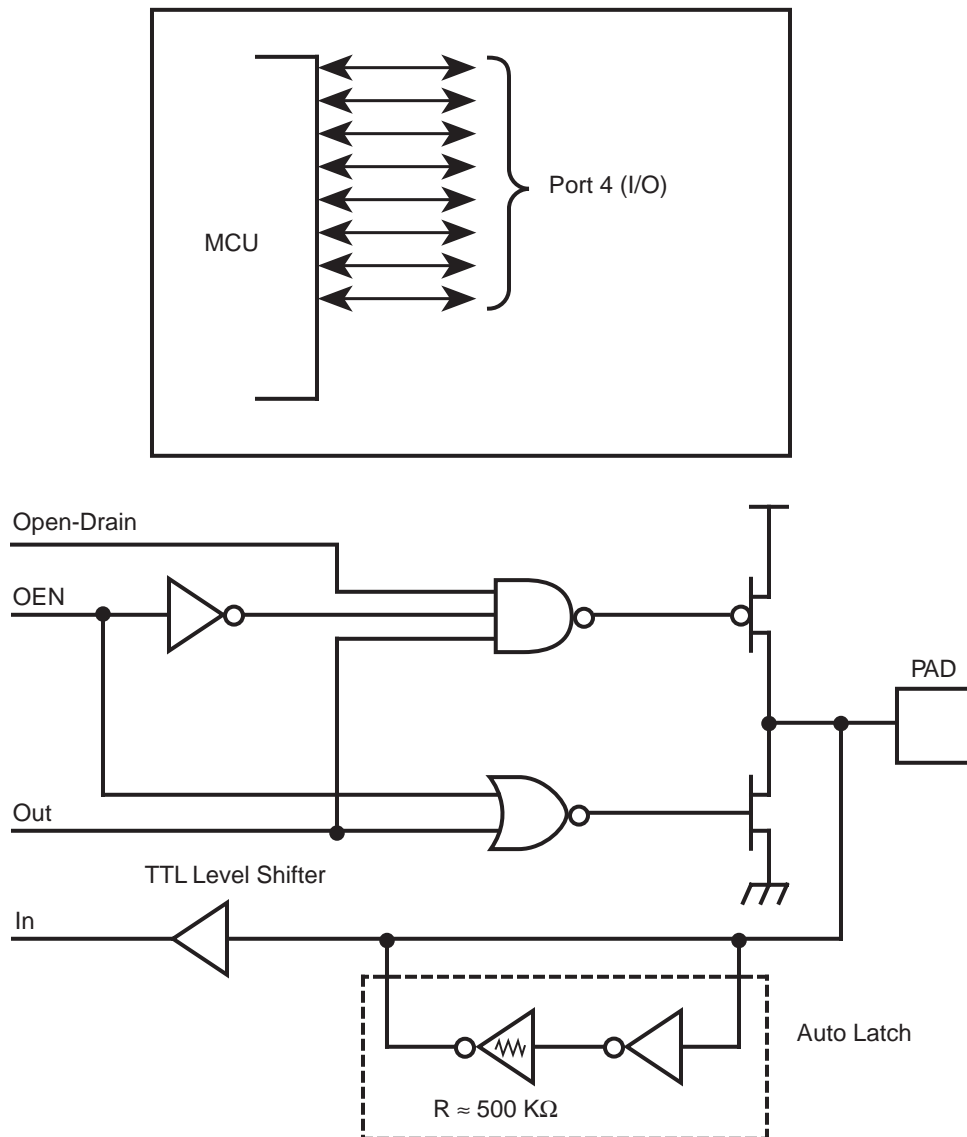 MCU
Port 4 (I/O)
Open-Drain
OEN
PAD
Out
TTL Level Shifter
In
Auto Latch
R ≈ 500 KΩ